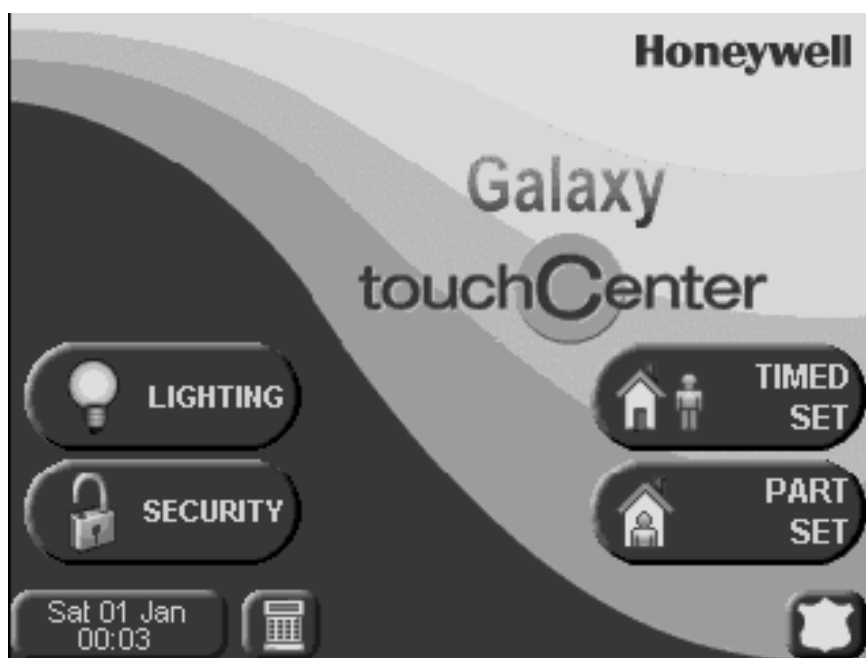 Honeywell
Galaxy
touchCenter
LIGHTING
TIMED
SET
SECURITY
PART
SET
Sat 01 Jan
00:03